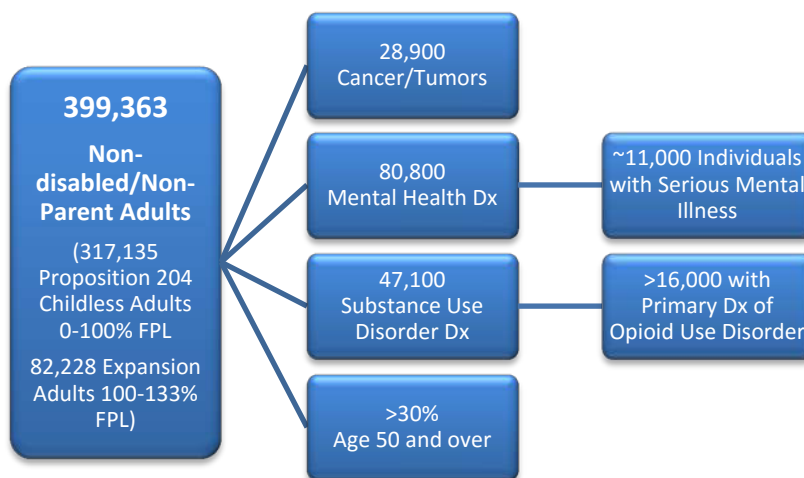 399,363
Non-
disabled/Non-
Parent Adults
(317,135
Proposition 204
Childless Adults
0-100% FPL
82,228 Expansion
Adults 100-133%
FPL)
28,900
Cancer/Tumors
80,800
Mental Health Dx
~11,000 Individuals
with Serious Mental
Illness
47,100
Substance Use
Disorder Dx
>16,000 with
Primary Dx of
Opioid Use Disorder
>30%
Age 50 and over